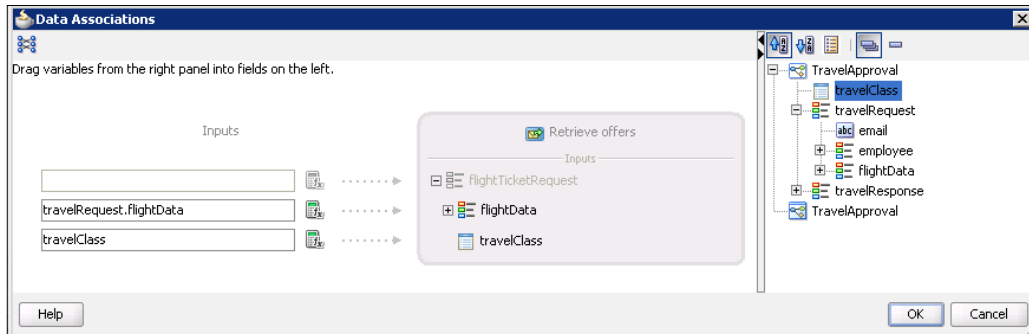 Data Associations
Drag variables from the right panel into fields on the left.
Inputs
Retrieve offers
Inputs
flightTicketRequest
travelRequest.flightData
flightData
travelClass
travelClass
TravelApproval
travelClass
travelRequest
abc email
employee
flightData
travelResponse
TravelApproval
Help
OK
Cancel